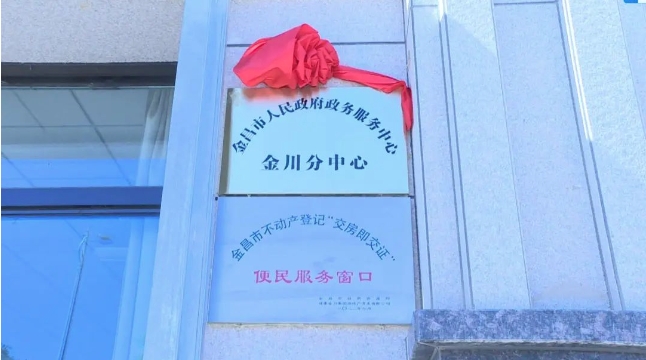 金昌市人民政府政务服务中心
金川分中心
金昌市不动产登记“交房即交证”
便民服务窗口